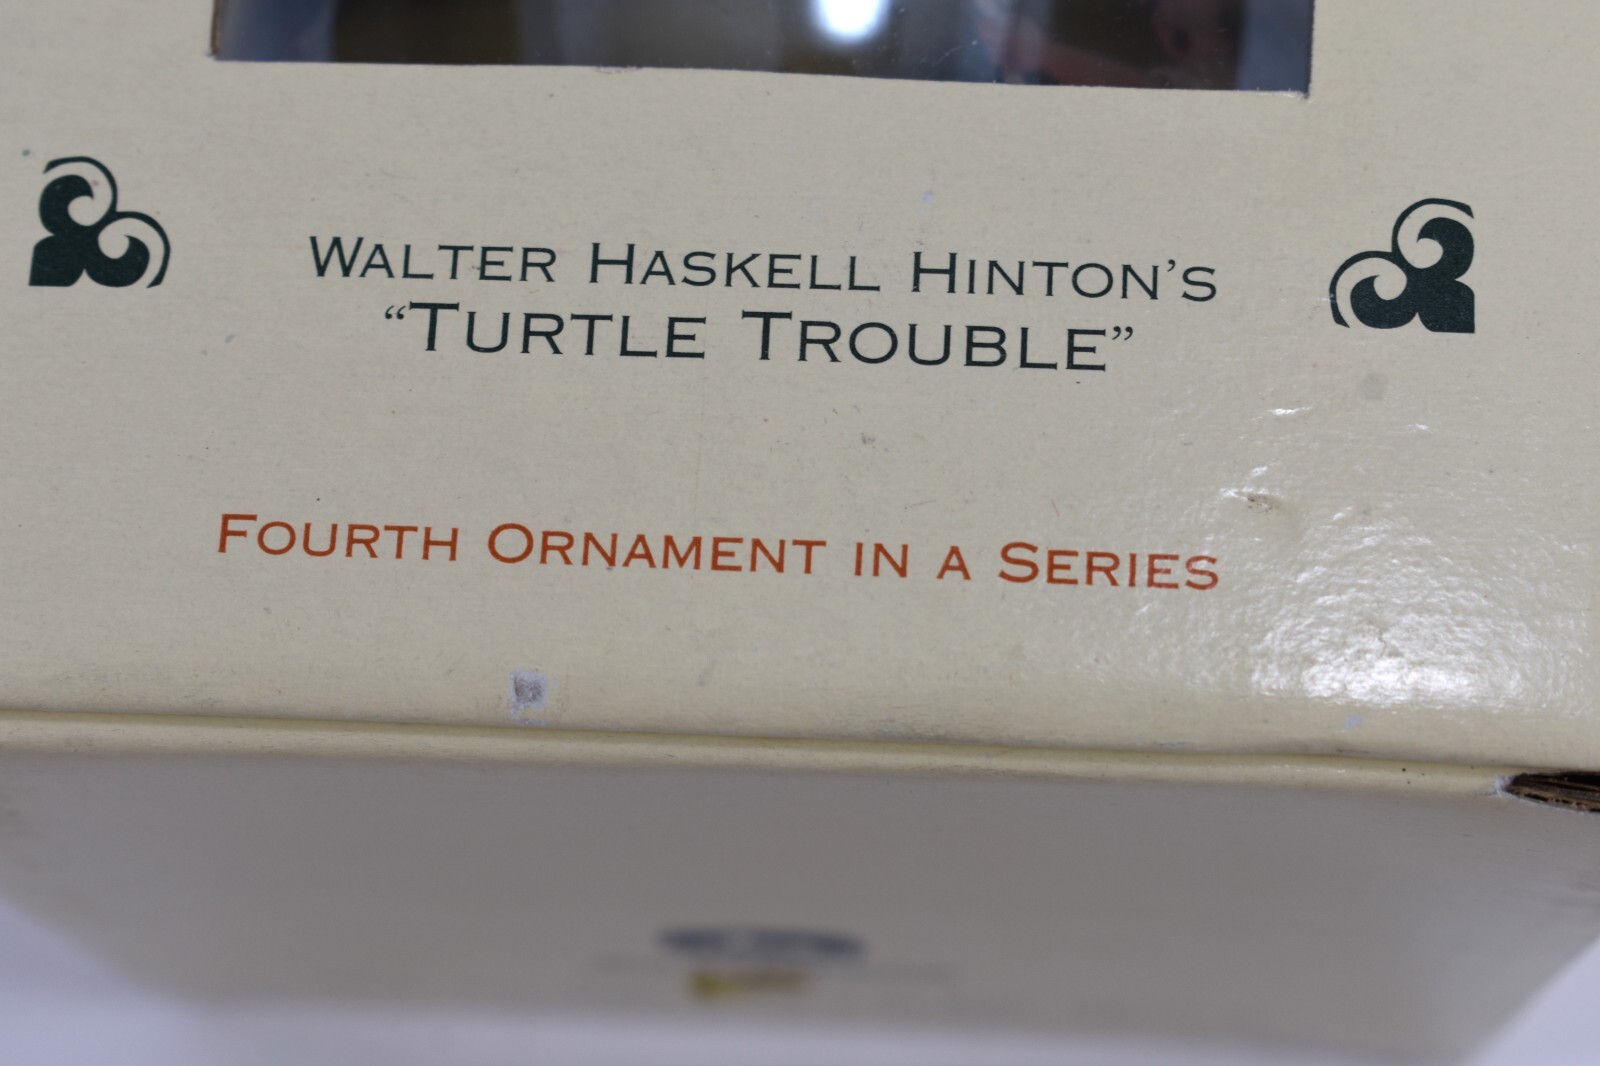 WALTER HASKELL HINTON'S
“TURTLE TROUBLE”
FOURTH ORNAMENT IN A SERIES